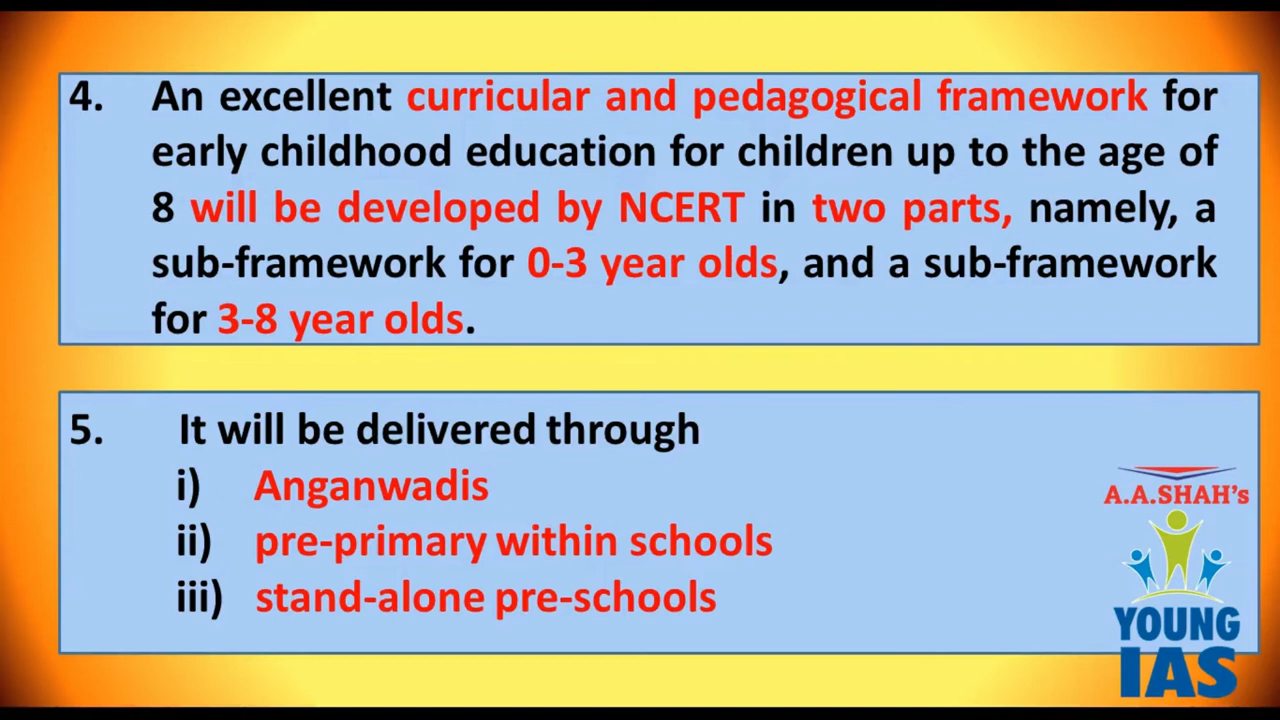 4. An excellent curricular and pedagogical framework for
early childhood education for children up to the age of
8 will be developed by NCERT in two parts, namely, a
sub-framework for 0-3 year olds, and a sub-framework
for 3-8 year olds.
5. It will be delivered through
i) Anganwadis
ii) pre-primary within schools
iii) stand-alone pre-schools
A.A.SHAH's
YOUNG
IAS